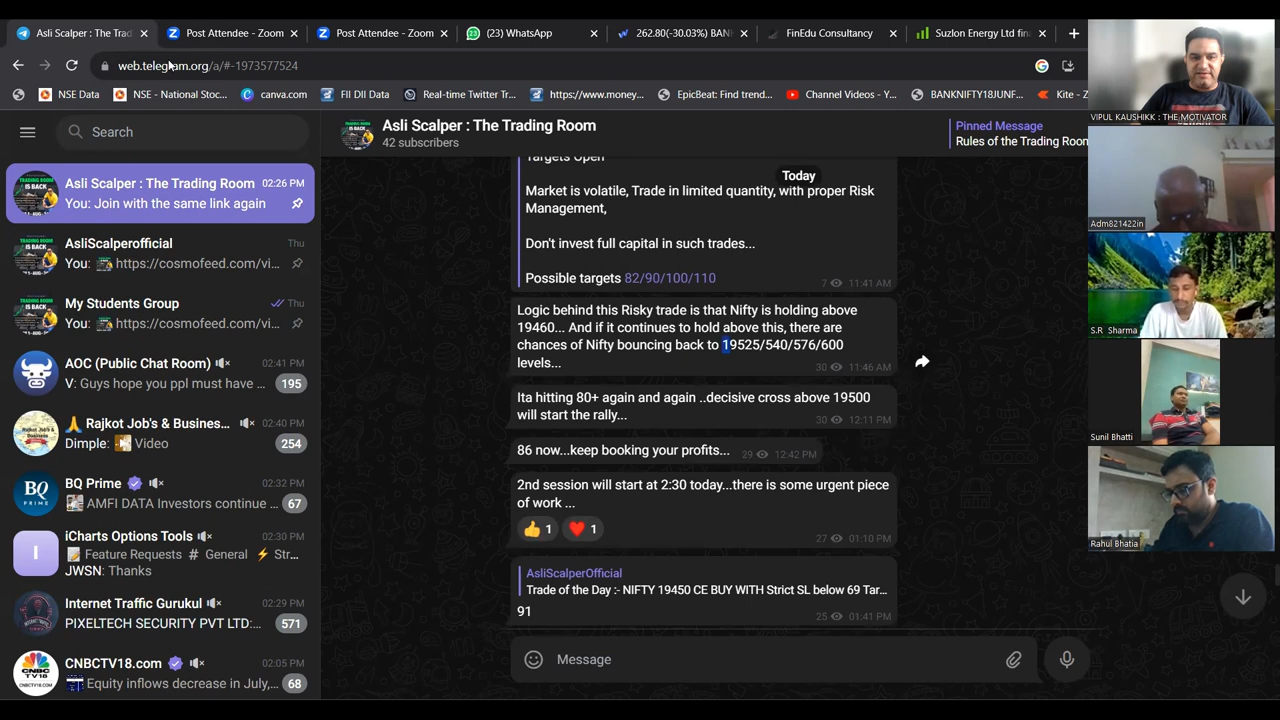 Asli Scalper : The Trad
Post Attendee - Zoom
Post Attendee - Zoom
(23) WhatsApp
262.80(-30.03%) BAN
FinEdu Consultancy
Suzlon Energy Ltd fin
web.telegram.org/a/#-1973577524
NSE Data
NSE - National Stoc...
canva.com
FII DII Data
Real-time Twitter Tr...
https://www.money...
EpicBeat: Find trend...
Channel Videos - Y...
BANKNIFTY18JUNF...
Kite - Z
Search
Asli Scalper : The Trading Room 02:26 PM
You: Join with the same link again
AsliScalperofficial Thu
You: https://cosmofeed.com/vi...
My Students Group Thu
You: https://cosmofeed.com/vi...
AOC (Public Chat Room) 02:41 PM
V: Guys hope you ppl must have ... 195
Rajkot Job's & Business... 02:40 PM
Dimple: Video 254
BQ Prime 02:32 PM
AMFI DATA Investors continue ... 67
iCharts Options Tools 02:30 PM
Feature Requests # General ⚡ Str...
JWSN: Thanks
Internet Traffic Gurukul 02:29 PM
PIXELTECH SECURITY PVT LTD:... 571
CNBCTV18.com 02:05 PM
Equity inflows decrease in July,... 68
Asli Scalper : The Trading Room
42 subscribers
Pinned Message
Rules of the Trading Room
Targets Open
Today
Market is volatile, Trade in limited quantity, with proper Risk
Management,
Don't invest full capital in such trades...
Possible targets 82/90/100/110
7 11:41 AM
Logic behind this Risky trade is that Nifty is holding above
19460... And if it continues to hold above this, there are
chances of Nifty bouncing back to 19525/540/576/600
levels...
30 11:46 AM
Ita hitting 80+ again and again ..decisive cross above 19500
will start the rally...
30 12:11 PM
86 now...keep booking your profits... 29 12:42 PM
2nd session will start at 2:30 today...there is some urgent piece
of work ...
👍 1 ❤️ 1
27 01:10 PM
AsliScalperOfficial
Trade of the Day :- NIFTY 19450 CE BUY WITH Strict SL below 69 Tar...
91
25 01:41 PM
Message
VIPUL KAUSHIKK : THE MOTIVATOR
Adm821422in
S.R Sharma
Sunil Bhatti
Rahul Bhatia